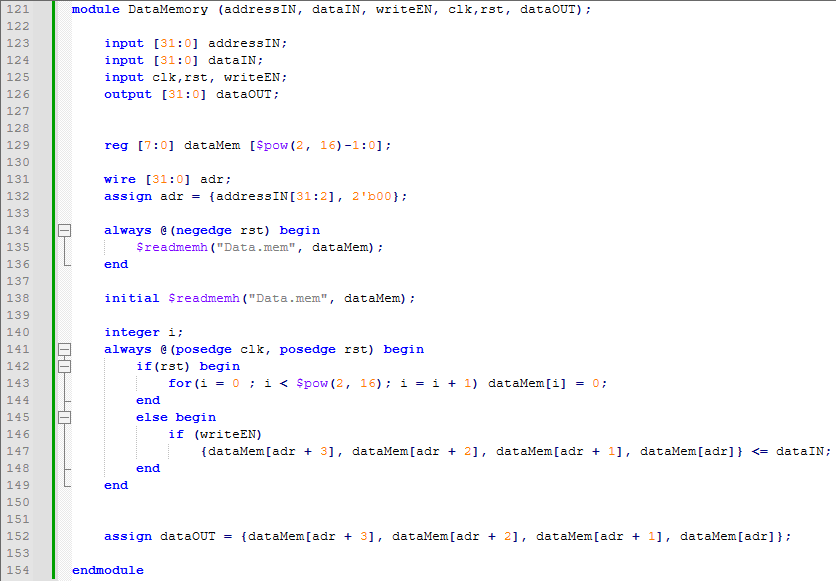 121 module DataMemory (addressIN, dataIN, writeEN, clk,rst, dataOUT);
122
123 input [31:0] addressIN;
124 input [31:0] dataIN;
125 input clk,rst, writeEN;
126 output [31:0] dataOUT;
127
128
129 reg [7:0] dataMem [$pow(2, 16)-1:0];
130
131 wire [31:0] adr;
132 assign adr = {addressIN[31:2], 2'b00};
133
134 always @(negedge rst) begin
135 $readmemh("Data.mem", dataMem);
136 end
137
138 initial $readmemh("Data.mem", dataMem);
139
140 integer i;
141 always @(posedge clk, posedge rst) begin
142 if(rst) begin
143 for(i = 0 ; i < $pow(2, 16); i = i + 1) dataMem[i] = 0;
144 end
145 else begin
146 if (writeEN)
147 {dataMem[adr + 3], dataMem[adr + 2], dataMem[adr + 1], dataMem[adr]} <= dataIN;
148 end
149 end
150
151
152 assign dataOUT = {dataMem[adr + 3], dataMem[adr + 2], dataMem[adr + 1], dataMem[adr]};
153
154 endmodule